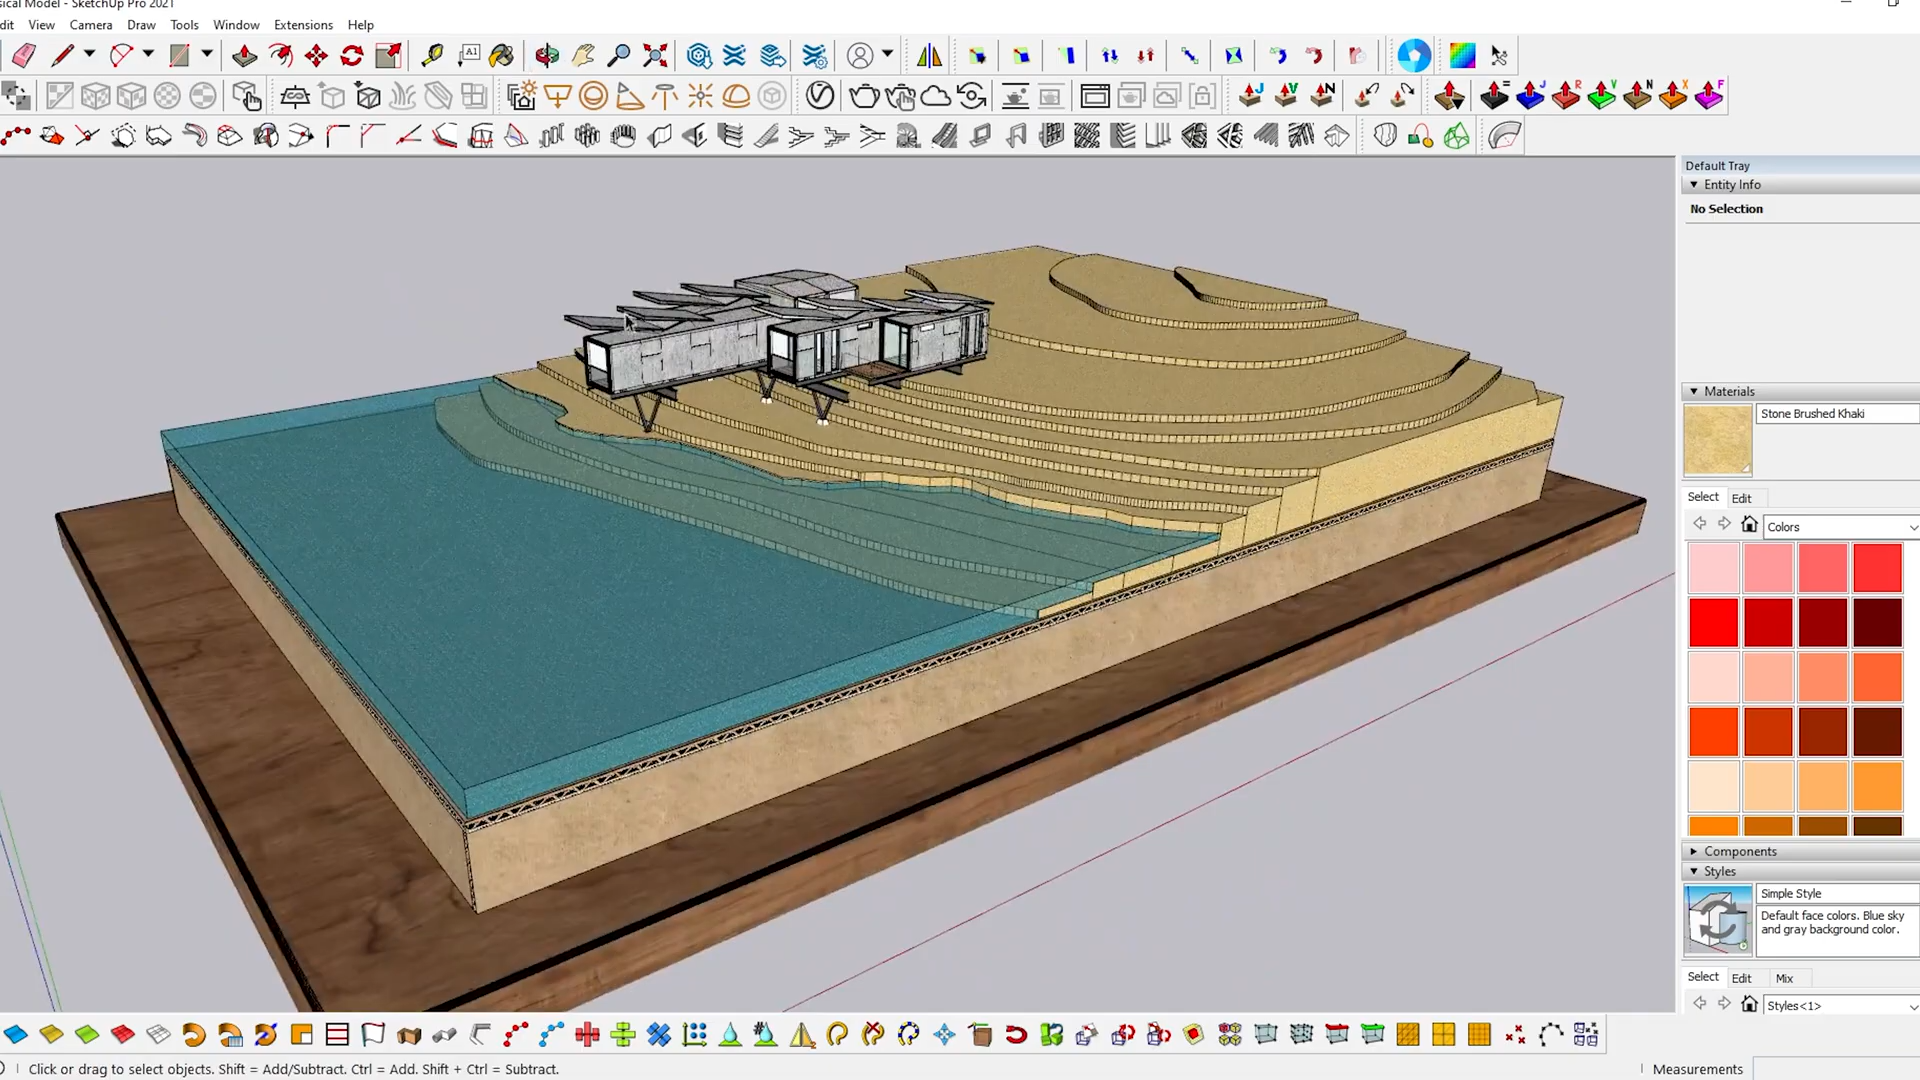 sical Model - SketchUp Pro 2021
dit View Camera Draw Tools Window Extensions Help
A1
J V N = J R V N X F
Default Tray
Entity Info
No Selection
Materials
Stone Brushed Khaki
Select Edit
Colors
Components
Styles
Simple Style
Default face colors. Blue sky
and gray background color.
Select Edit Mix
Styles<1>
Click or drag to select objects. Shift = Add/Subtract. Ctrl = Add. Shift + Ctrl = Subtract.
Measurements